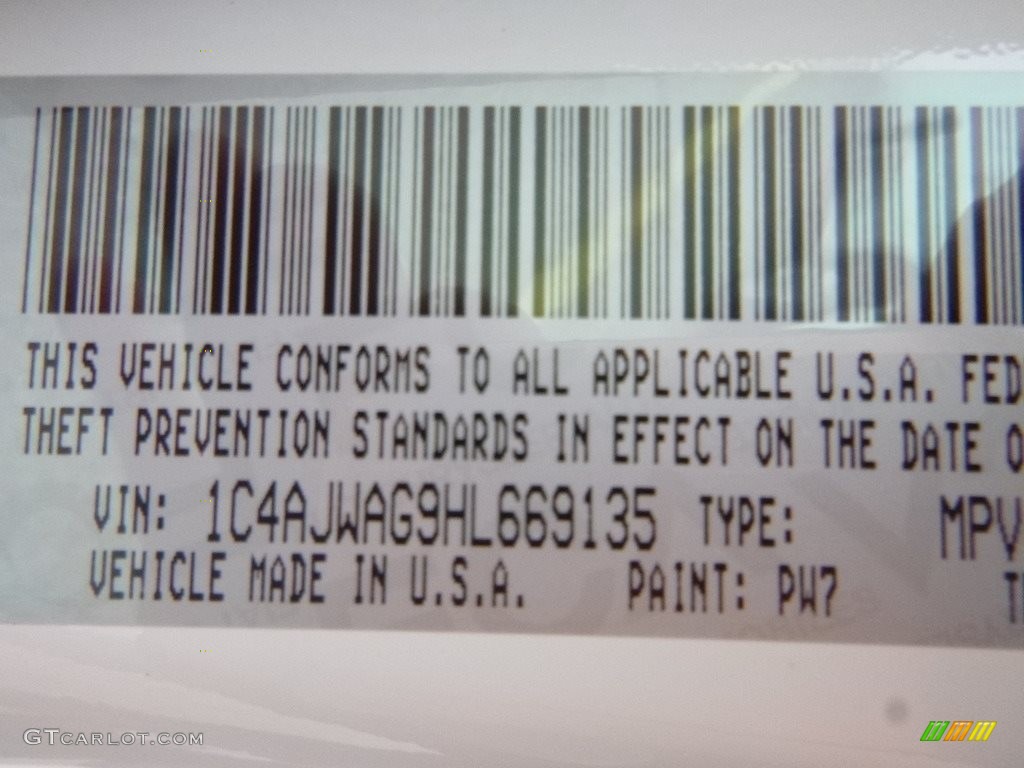 THIS VEHICLE CONFORMS TO ALL APPLICABLE U.S.A. FED
THEFT PREVENTION STANDARDS IN EFFECT ON THE DATE O
VIN: 1C4AJWAG9HL669135 TYPE: MPV
VEHICLE MADE IN U.S.A. PAINT: PW7 T
GTCARLOT.COM